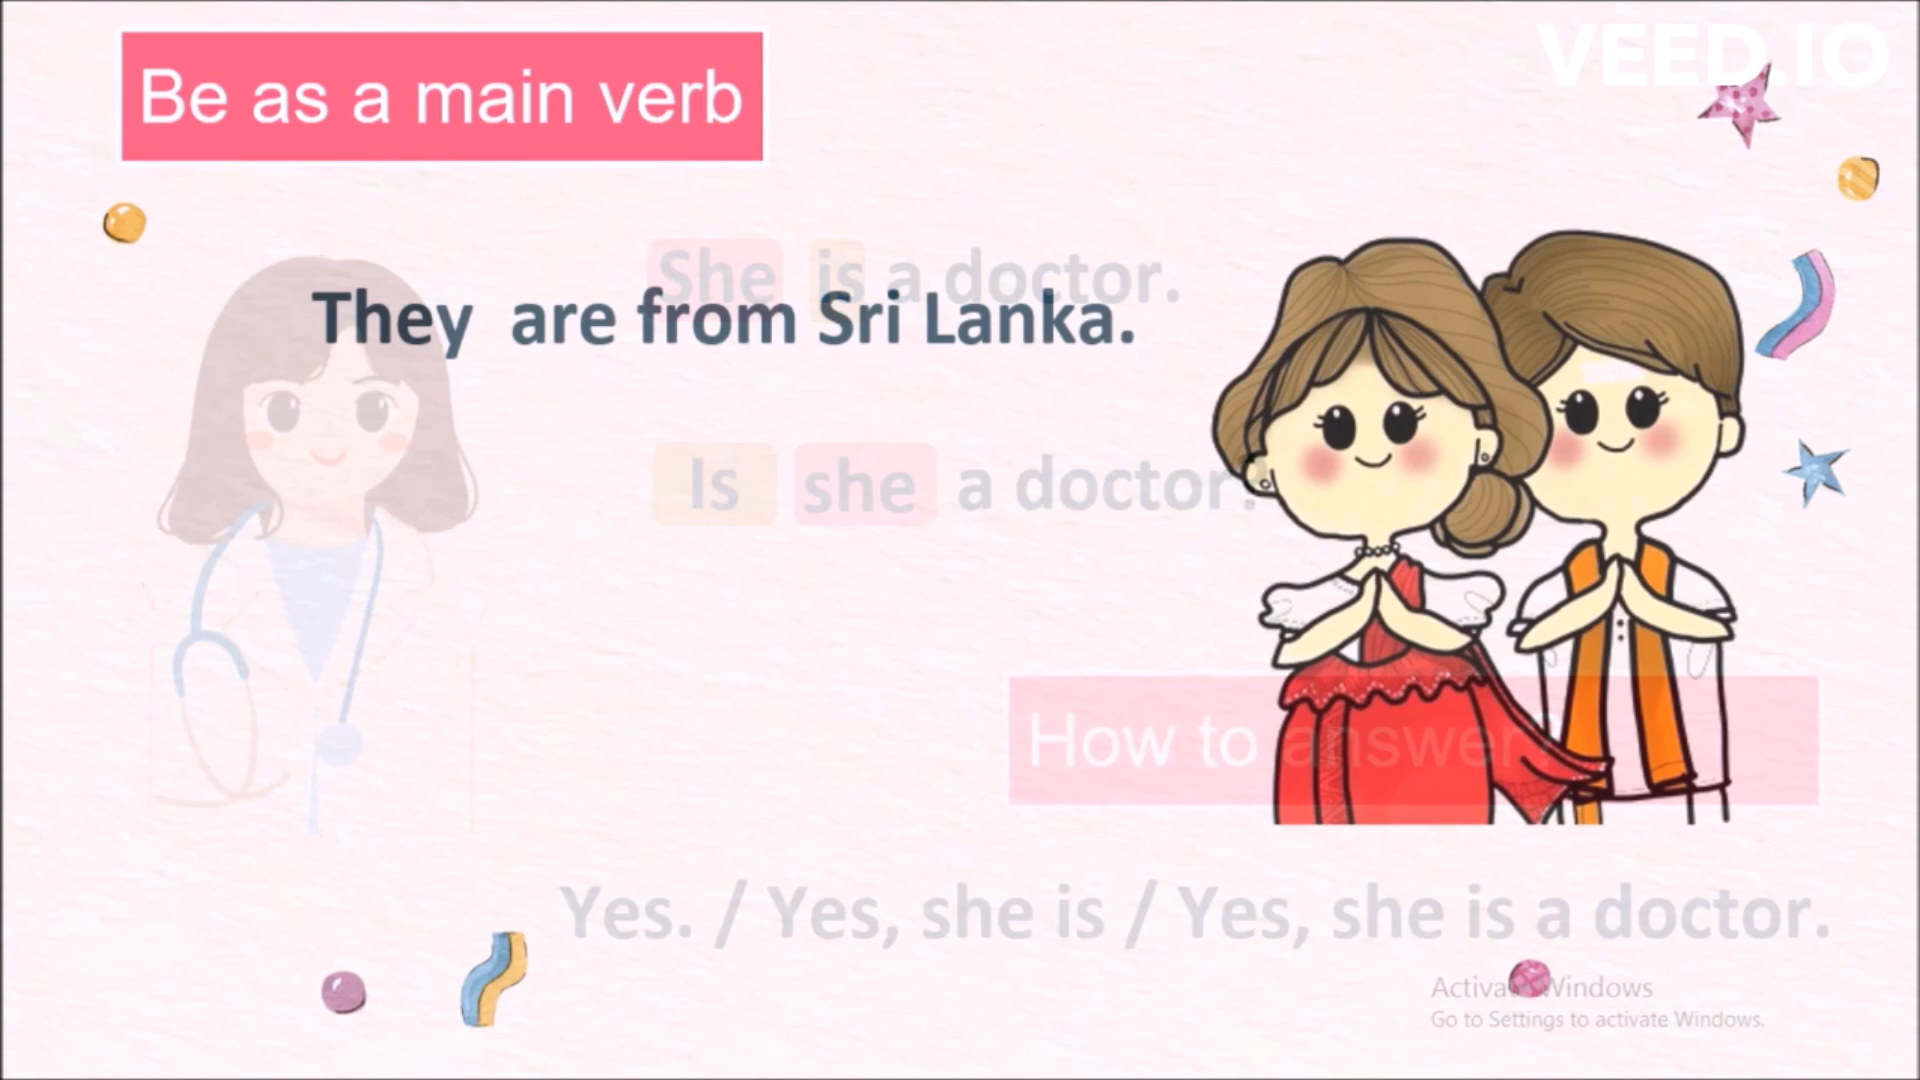 VEED.IO
Be as a main verb
She is a doctor.
They are from Sri Lanka.
Is she a doctor?
How to answer?
Yes. / Yes, she is / Yes, she is a doctor.
Activate Windows
Go to Settings to activate Windows.